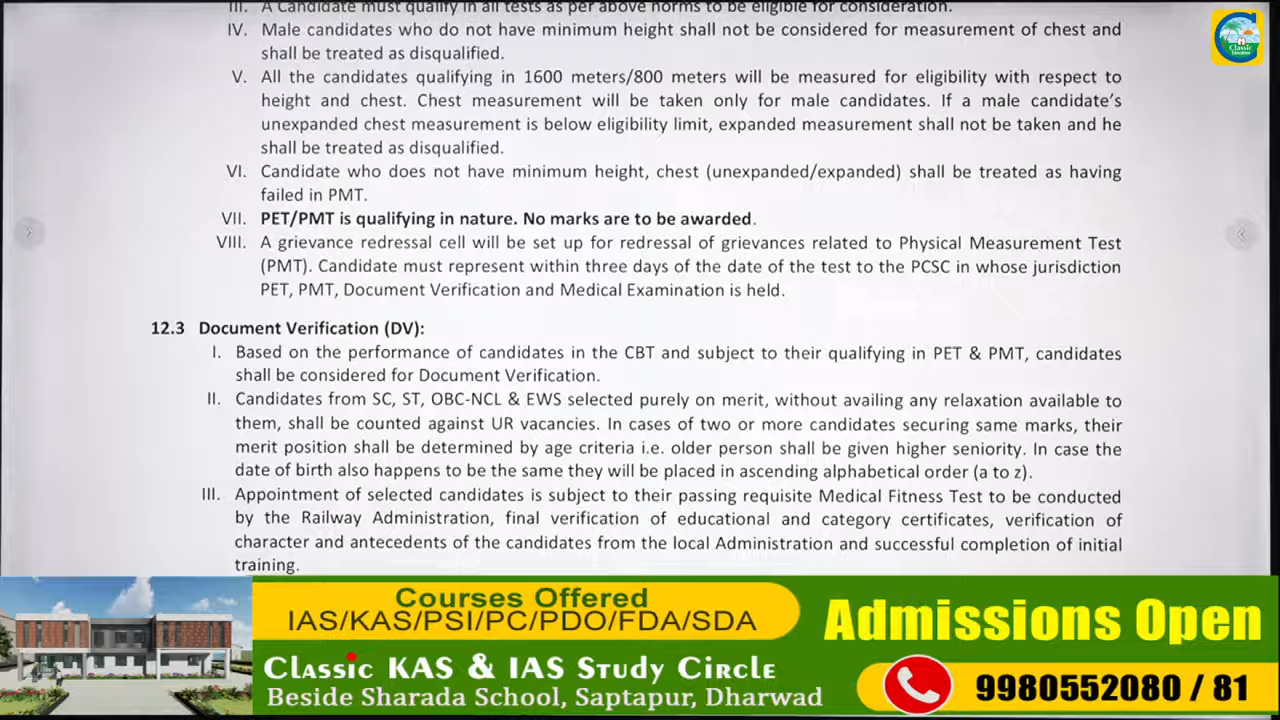 III. A Candidate must qualify in all tests as per above norms to be eligible for consideration.
IV. Male candidates who do not have minimum height shall not be considered for measurement of chest and
shall be treated as disqualified.
V. All the candidates qualifying in 1600 meters/800 meters will be measured for eligibility with respect to
height and chest. Chest measurement will be taken only for male candidates. If a male candidate's
unexpanded chest measurement is below eligibility limit, expanded measurement shall not be taken and he
shall be treated as disqualified.
VI. Candidate who does not have minimum height, chest (unexpanded/expanded) shall be treated as having
failed in PMT.
VII. PET/PMT is qualifying in nature. No marks are to be awarded.
VIII. A grievance redressal cell will be set up for redressal of grievances related to Physical Measurement Test
(PMT). Candidate must represent within three days of the date of the test to the PCSC in whose jurisdiction
PET, PMT, Document Verification and Medical Examination is held.
12.3 Document Verification (DV):
I. Based on the performance of candidates in the CBT and subject to their qualifying in PET & PMT, candidates
shall be considered for Document Verification.
II. Candidates from SC, ST, OBC-NCL & EWS selected purely on merit, without availing any relaxation available to
them, shall be counted against UR vacancies. In cases of two or more candidates securing same marks, their
merit position shall be determined by age criteria i.e. older person shall be given higher seniority. In case the
date of birth also happens to be the same they will be placed in ascending alphabetical order (a to z).
III. Appointment of selected candidates is subject to their passing requisite Medical Fitness Test to be conducted
by the Railway Administration, final verification of educational and category certificates, verification of
character and antecedents of the candidates from the local Administration and successful completion of initial
training.
Classic
Education
Courses Offered
IAS/KAS/PSI/PC/PDO/FDA/SDA
Classic KAS & IAS Study Circle
Beside Sharada School, Saptapur, Dharwad
Admissions Open
9980552080 / 81